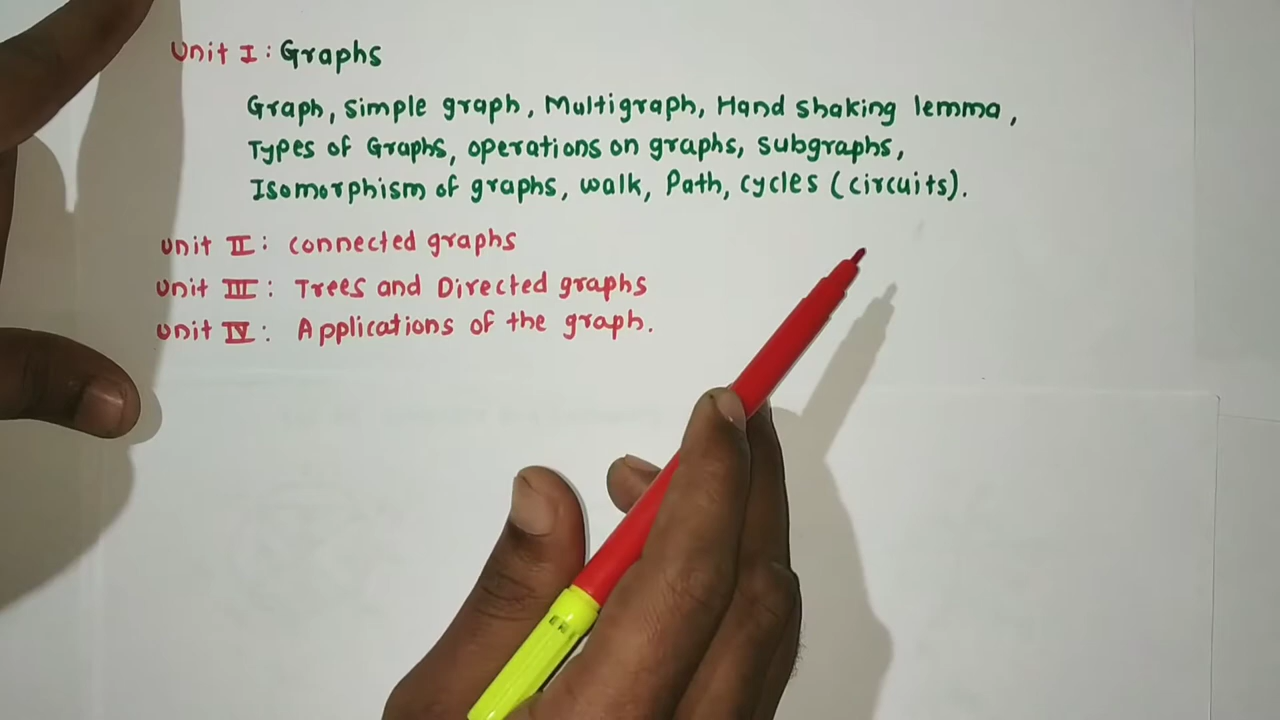 Unit I: Graphs
Graph, Simple graph, Multigraph, Hand shaking lemma,
Types of Graphs, operations on graphs, subgraphs,
Isomorphism of graphs, walk, Path, cycles (circuits).
Unit II: connected graphs
Unit III: Trees and Directed graphs
Unit IV: Applications of the graph.